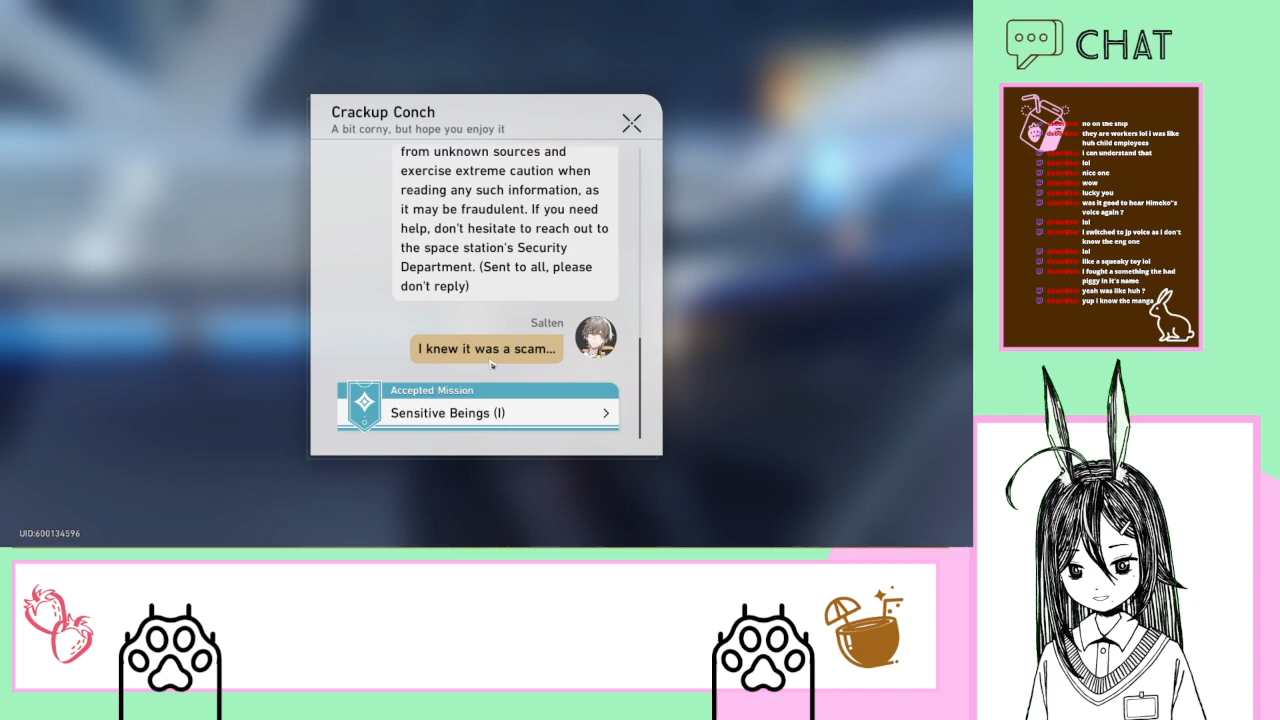 Crackup Conch
A bit corny, but hope you enjoy it
from unknown sources and
exercise extreme caution when
reading any such information, as
it may be fraudulent. If you need
help, don't hesitate to reach out to
the space station's Security
Department. (Sent to all, please
don't reply)
Salten
I knew it was a scam...
Accepted Mission
Sensitive Beings (I)
UID:600134596
CHAT
no on the ship
they are workers lol I was like
huh child employees
i can understand that
lol
nice one
wow
lucky you
was it good to hear Himeko"s
voice again ?
lol
I switched to jp voice as I don't
know the eng one
lol
like a squeaky toy lol
I fought a something the had
piggy in it's name
yeah was like huh ?
yup i know the manga